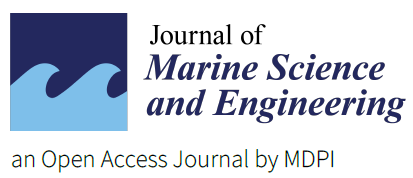 Journal of
Marine Science
and Engineering
an Open Access Journal by MDPI